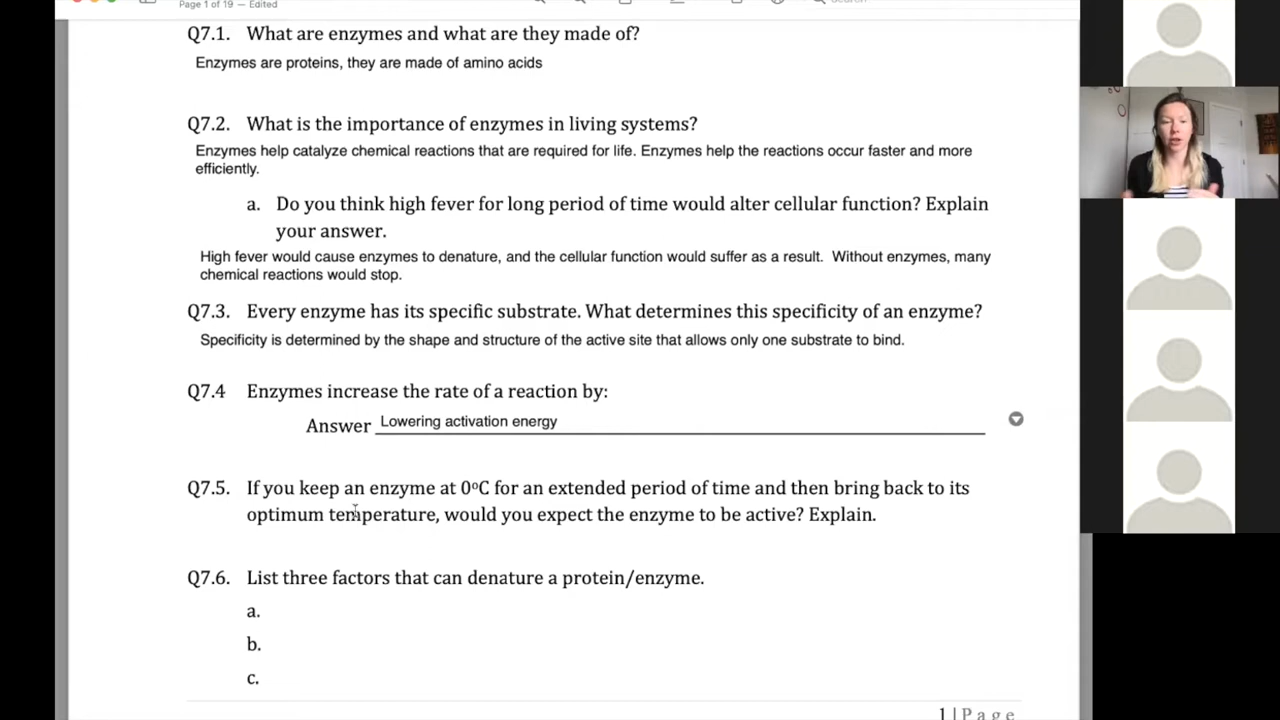 Page 1 of 19 — Edited
Search
Q7.1. What are enzymes and what are they made of?
Enzymes are proteins, they are made of amino acids
Q7.2. What is the importance of enzymes in living systems?
Enzymes help catalyze chemical reactions that are required for life. Enzymes help the reactions occur faster and more
efficiently.
a. Do you think high fever for long period of time would alter cellular function? Explain
your answer.
High fever would cause enzymes to denature, and the cellular function would suffer as a result. Without enzymes, many
chemical reactions would stop.
Q7.3. Every enzyme has its specific substrate. What determines this specificity of an enzyme?
Specificity is determined by the shape and structure of the active site that allows only one substrate to bind.
Q7.4 Enzymes increase the rate of a reaction by:
Answer Lowering activation energy
Q7.5. If you keep an enzyme at 0°C for an extended period of time and then bring back to its
optimum temperature, would you expect the enzyme to be active? Explain.
Q7.6. List three factors that can denature a protein/enzyme.
a.
b.
c.
1 | P a g e